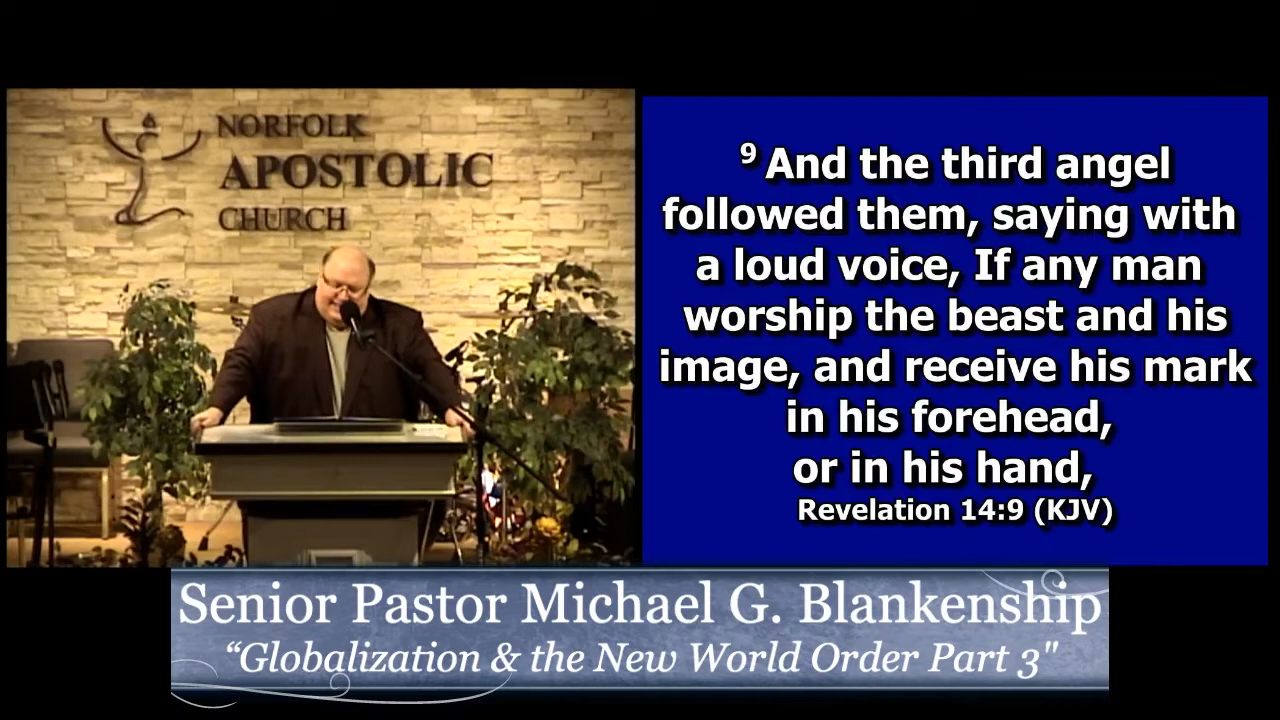 NORFOLK
APOSTOLIC
CHURCH
9 And the third angel
followed them, saying with
a loud voice, If any man
worship the beast and his
image, and receive his mark
in his forehead,
or in his hand,
Revelation 14:9 (KJV)
Senior Pastor Michael G. Blankenship
“Globalization & the New World Order Part 3"